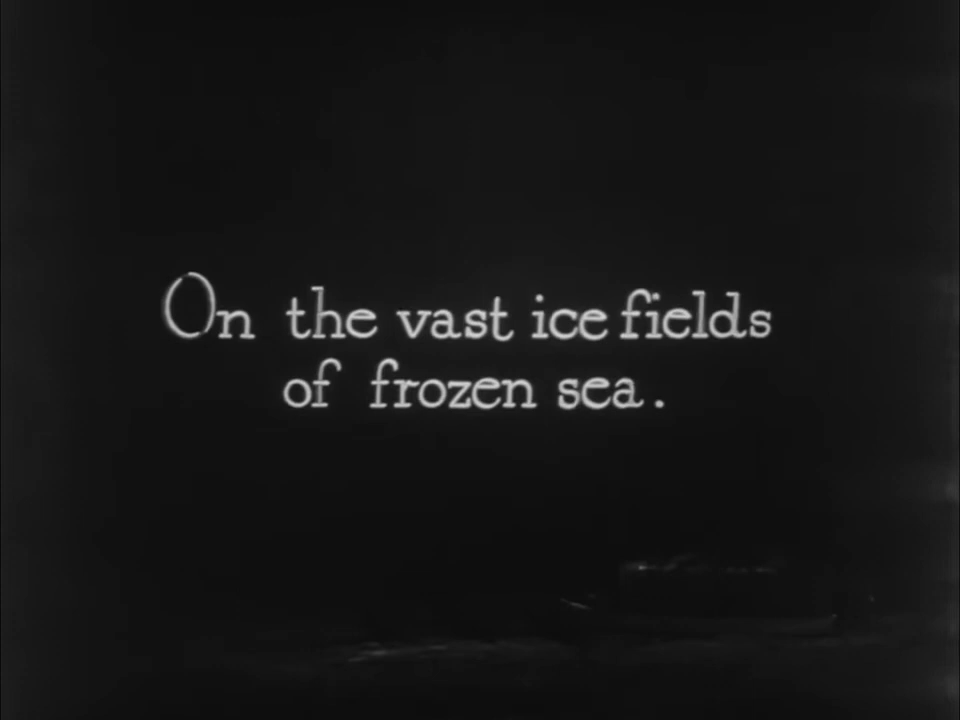 On the vast ice fields
of frozen sea.